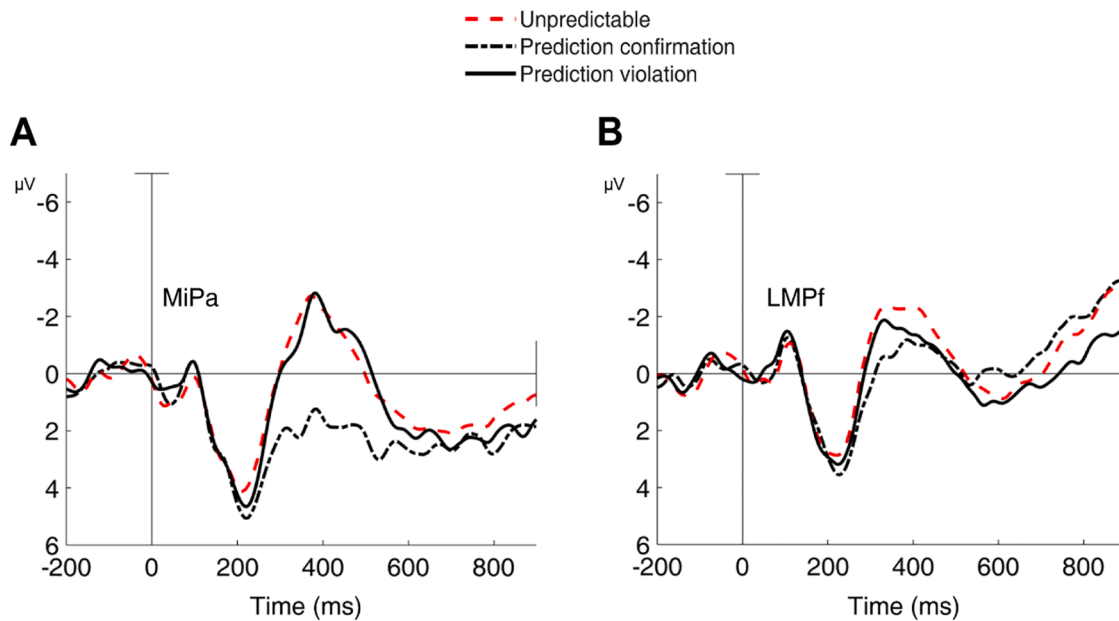 Unpredictable
Prediction confirmation
Prediction violation
A
µV
-6
-4
-2
0
2
4
6
MiPa
-200 0 200 400 600 800
Time (ms)
B
µV
-6
-4
-2
0
2
4
6
LMPf
-200 0 200 400 600 800
Time (ms)